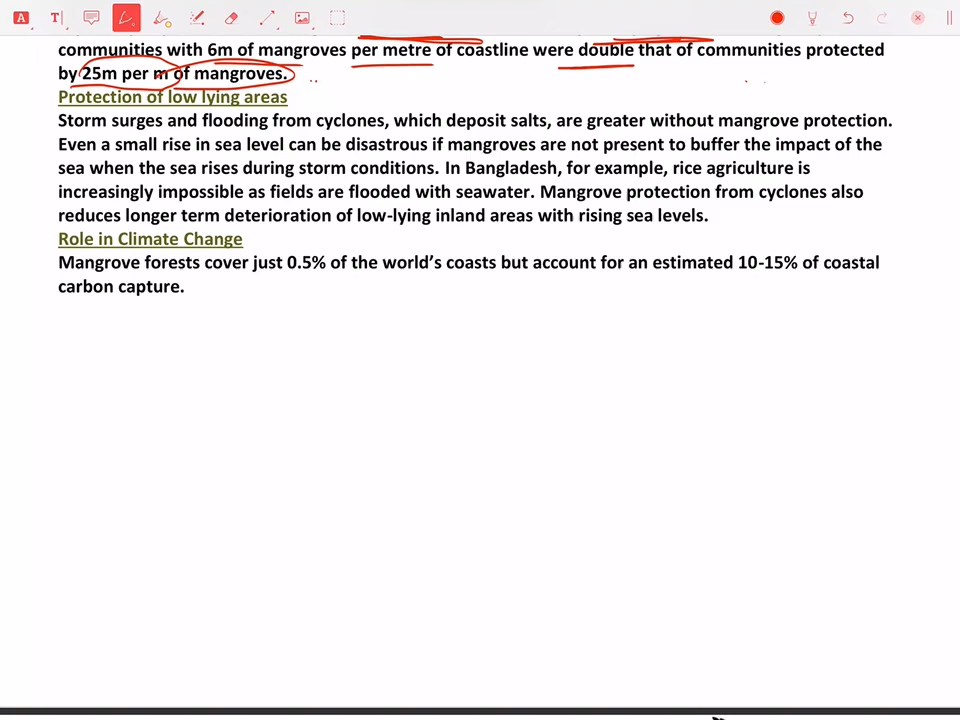 communities with 6m of mangroves per metre of coastline were double that of communities protected
by 25m per m of mangroves.
Protection of low lying areas
Storm surges and flooding from cyclones, which deposit salts, are greater without mangrove protection.
Even a small rise in sea level can be disastrous if mangroves are not present to buffer the impact of the
sea when the sea rises during storm conditions. In Bangladesh, for example, rice agriculture is
increasingly impossible as fields are flooded with seawater. Mangrove protection from cyclones also
reduces longer term deterioration of low-lying inland areas with rising sea levels.
Role in Climate Change
Mangrove forests cover just 0.5% of the world's coasts but account for an estimated 10-15% of coastal
carbon capture.